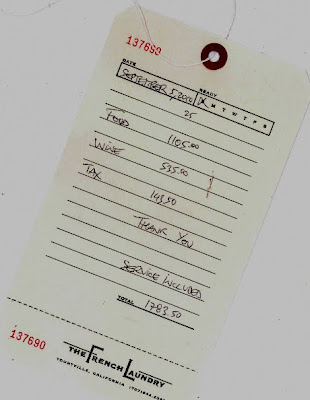 137690
DATE READY
SEPTEMBER 5, 2010 M T W T F S
25
FOOD 1105.00
WINE 535.00
TAX 143.50
THANK YOU
SERVICE INCLUDED
TOTAL 1783.50
137690
THE FRENCH LAUNDRY
YOUNTVILLE, CALIFORNIA